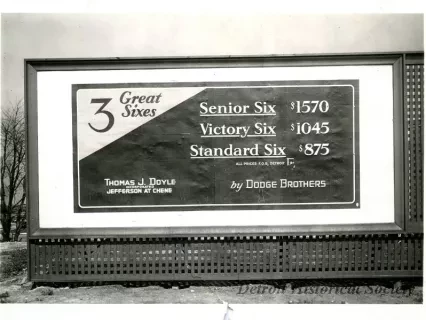 3 Great Sixes
Senior Six $1570
Victory Six $1045
Standard Six $875
ALL PRICES F.O.B. DETROIT
THOMAS J. DOYLE
INCORPORATED
JEFFERSON AT CHENE
by DODGE BROTHERS
Detroit Historical Society